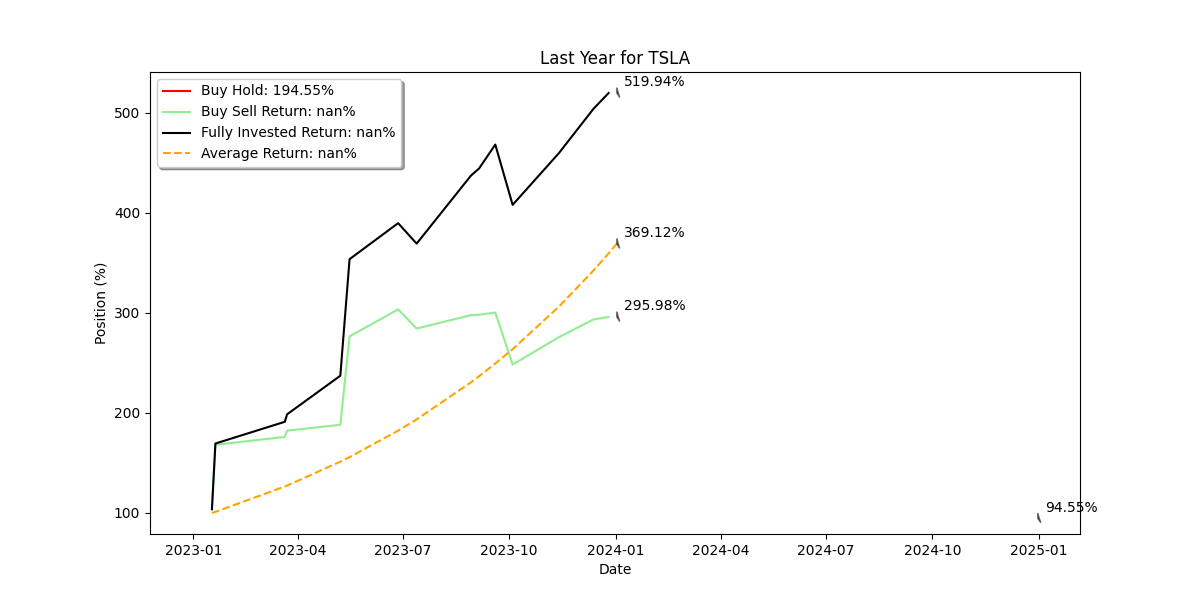 Last Year for TSLA
Buy Hold: 194.55%
Buy Sell Return: nan%
Fully Invested Return: nan%
Average Return: nan%
519.94%
369.12%
295.98%
94.55%
Position (%)
500
400
300
200
100
2023-01 2023-04 2023-07 2023-10 2024-01 2024-04 2024-07 2024-10 2025-01
Date